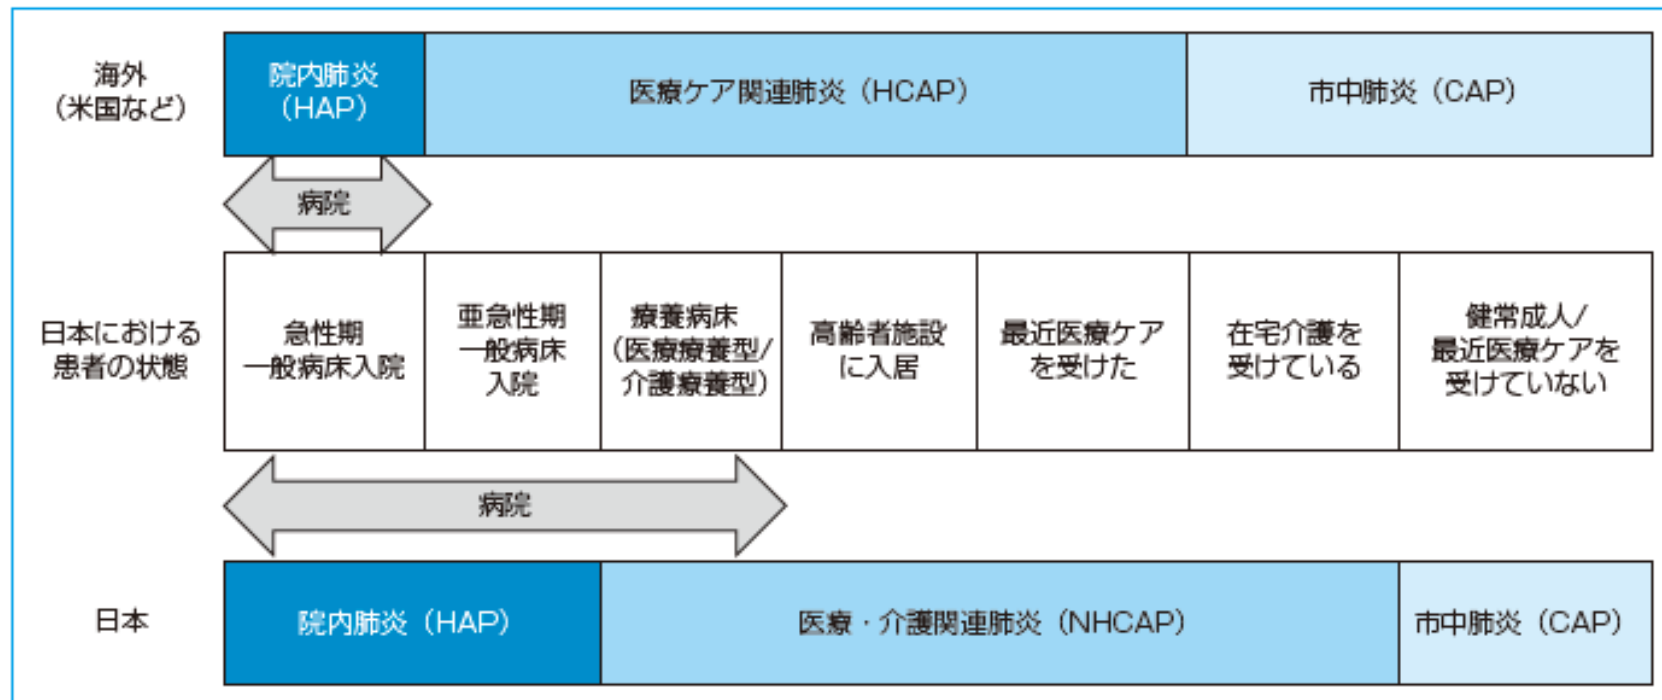 海外
（米国など）
院内肺炎
（HAP）
医療ケア関連肺炎（HCAP）
市中肺炎（CAP）
病院
日本における
患者の状態
急性期
一般病床入院
亜急性期
一般病床
入院
療養病床
（医療療養型/
介護療養型）
高齢者施設
に入居
最近医療ケア
を受けた
在宅介護を
受けている
健常成人/
最近医療ケアを
受けていない
病院
日本
院内肺炎（HAP）
医療・介護関連肺炎（NHCAP）
市中肺炎（CAP）